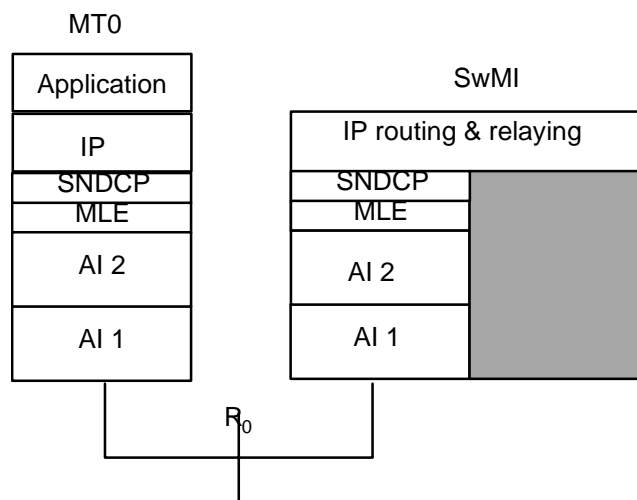 MT0
Application
IP
SNDCP
MLE
AI 2
AI 1
SwMI
IP routing & relaying
SNDCP
MLE
AI 2
AI 1
R₀